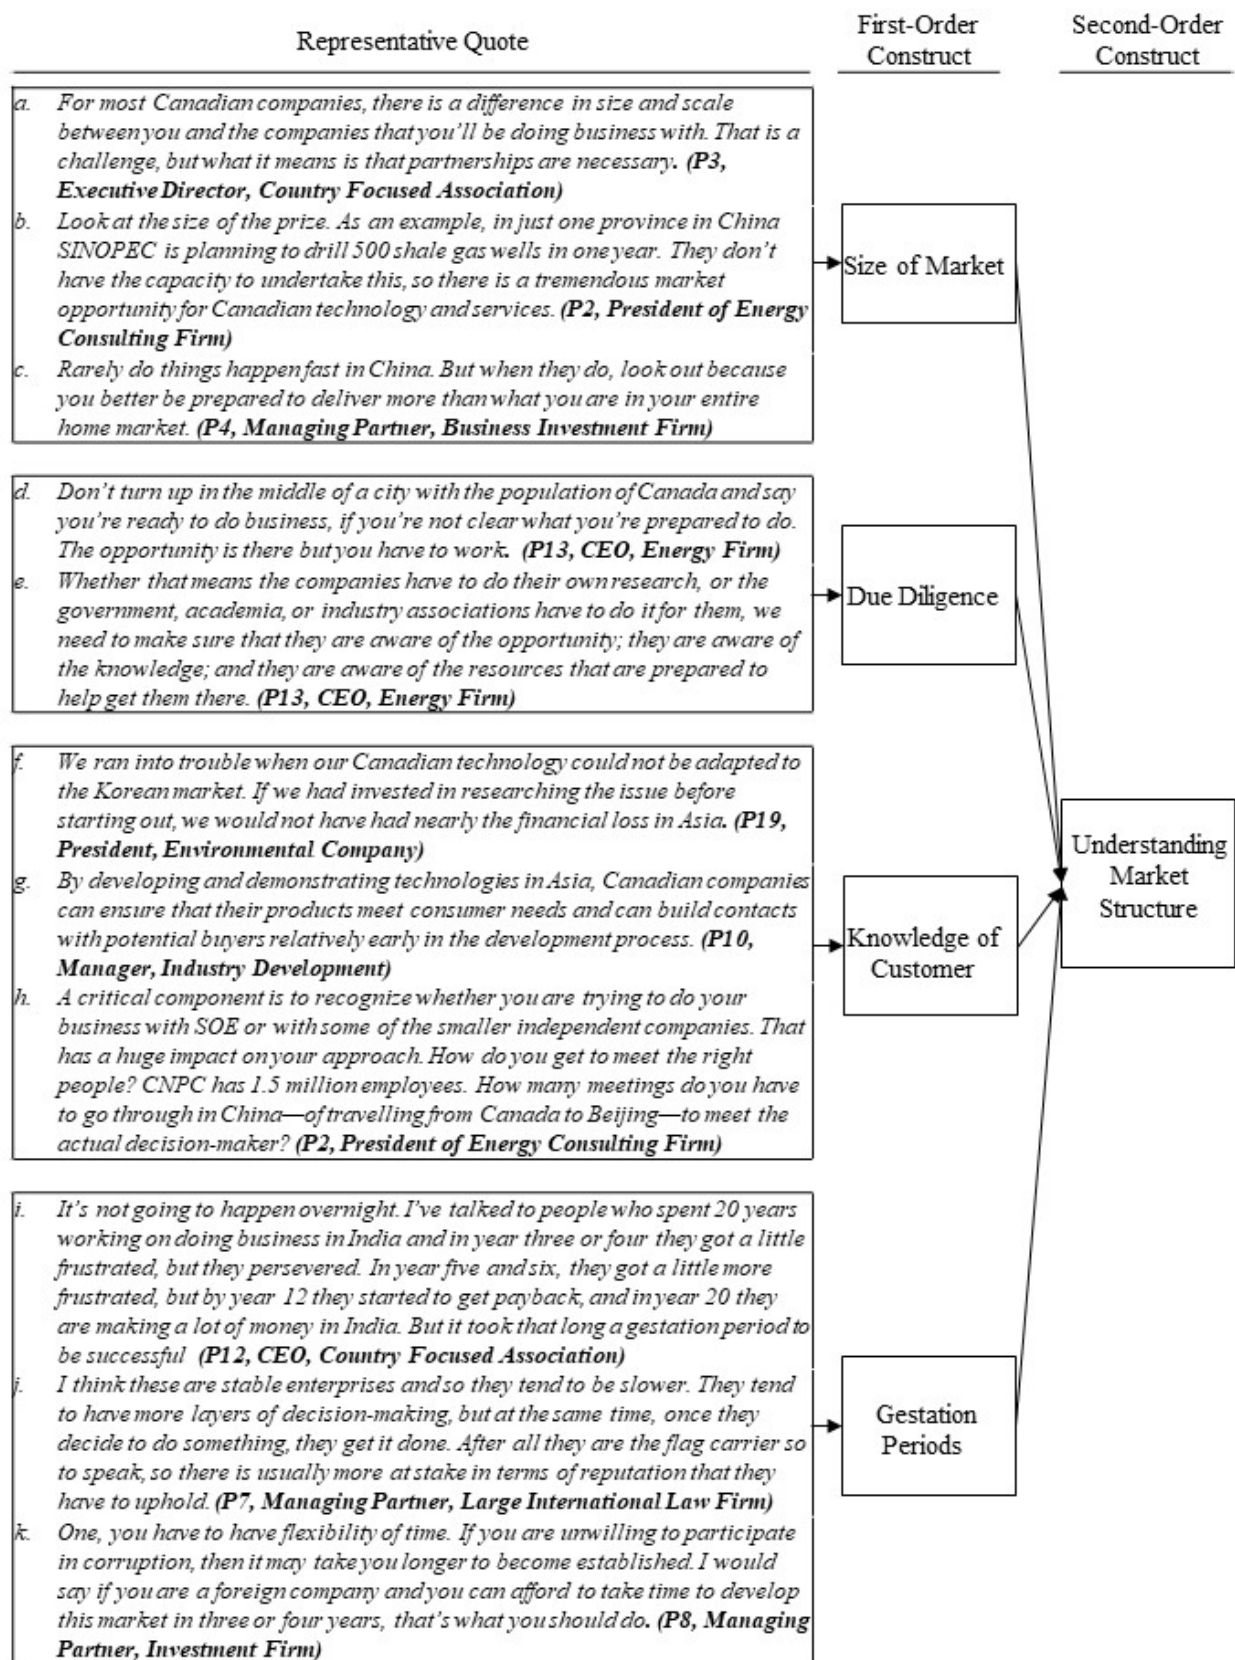 Representative Quote
First-Order
Construct
Second-Order
Construct
a. For most Canadian companies, there is a difference in size and scale
between you and the companies that you'll be doing business with. That is a
challenge, but what it means is that partnerships are necessary. (P3,
Executive Director, Country Focused Association)
b. Look at the size of the prize. As an example, in just one province in China
SINOPEC is planning to drill 500 shale gas wells in one year. They don't
have the capacity to undertake this, so there is a tremendous market
opportunity for Canadian technology and services. (P2, President of Energy
Consulting Firm)
c. Rarely do things happen fast in China. But when they do, look out because
you better be prepared to deliver more than what you are in your entire
home market. (P4, Managing Partner, Business Investment Firm)
Size of Market
d. Don't turn up in the middle of a city with the population of Canada and say
you're ready to do business, if you're not clear what you're prepared to do.
The opportunity is there but you have to work. (P13, CEO, Energy Firm)
e. Whether that means the companies have to do their own research, or the
government, academia, or industry associations have to do it for them, we
need to make sure that they are aware of the opportunity; they are aware of
the knowledge; and they are aware of the resources that are prepared to
help get them there. (P13, CEO, Energy Firm)
Due Diligence
f. We ran into trouble when our Canadian technology could not be adapted to
the Korean market. If we had invested in researching the issue before
starting out, we would not have had nearly the financial loss in Asia. (P19,
President, Environmental Company)
g. By developing and demonstrating technologies in Asia, Canadian companies
can ensure that their products meet consumer needs and can build contacts
with potential buyers relatively early in the development process. (P10,
Manager, Industry Development)
h. A critical component is to recognize whether you are trying to do your
business with SOE or with some of the smaller independent companies. That
has a huge impact on your approach. How do you get to meet the right
people? CNPC has 1.5 million employees. How many meetings do you have
to go through in China—of travelling from Canada to Beijing—to meet the
actual decision-maker? (P2, President of Energy Consulting Firm)
Knowledge of
Customer
Understanding
Market
Structure
i. It's not going to happen overnight. I've talked to people who spent 20 years
working on doing business in India and in year three or four they got a little
frustrated, but they persevered. In year five and six, they got a little more
frustrated, but by year 12 they started to get payback, and in year 20 they
are making a lot of money in India. But it took that long a gestation period to
be successful (P12, CEO, Country Focused Association)
j. I think these are stable enterprises and so they tend to be slower. They tend
to have more layers of decision-making, but at the same time, once they
decide to do something, they get it done. After all they are the flag carrier so
to speak, so there is usually more at stake in terms of reputation that they
have to uphold. (P7, Managing Partner, Large International Law Firm)
k. One, you have to have flexibility of time. If you are unwilling to participate
in corruption, then it may take you longer to become established. I would
say if you are a foreign company and you can afford to take time to develop
this market in three or four years, that's what you should do. (P8, Managing
Partner, Investment Firm)
Gestation
Periods